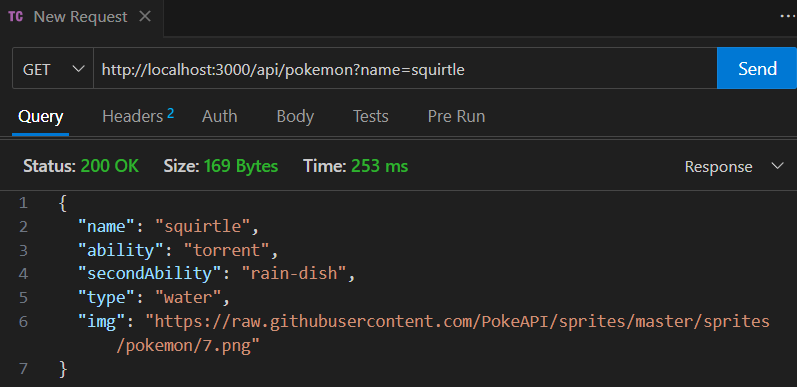 TC New Request ×
GET http://localhost:3000/api/pokemon?name=squirtle Send
Query Headers 2 Auth Body Tests Pre Run
Status: 200 OK Size: 169 Bytes Time: 253 ms Response
1 {
2 "name": "squirtle",
3 "ability": "torrent",
4 "secondAbility": "rain-dish",
5 "type": "water",
6 "img": "https://raw.githubusercontent.com/PokeAPI/sprites/master/sprites
/pokemon/7.png"
7 }